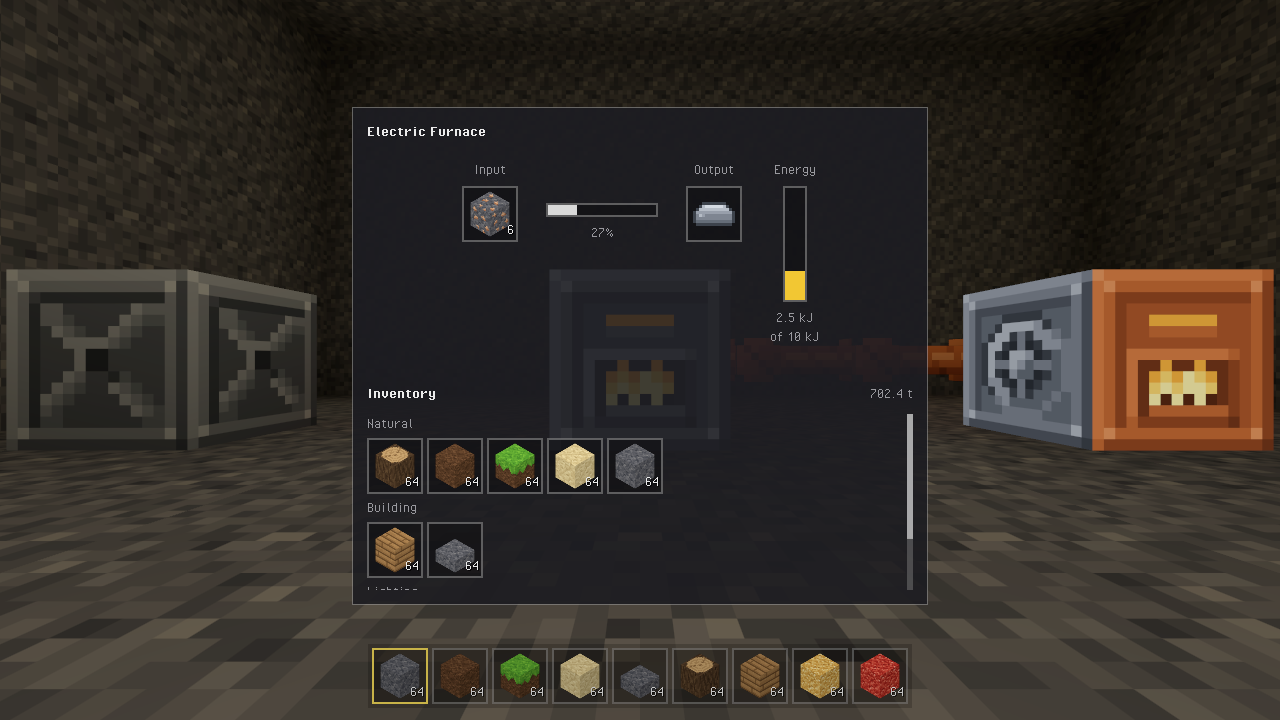 Electric Furnace
Input
Output
Energy
6
27%
2.5 kJ
of 10 kJ
Inventory
702.4 t
Natural
64 64 64 64 64
Building
64 64
64 64 64 64 64 64 64 64 64